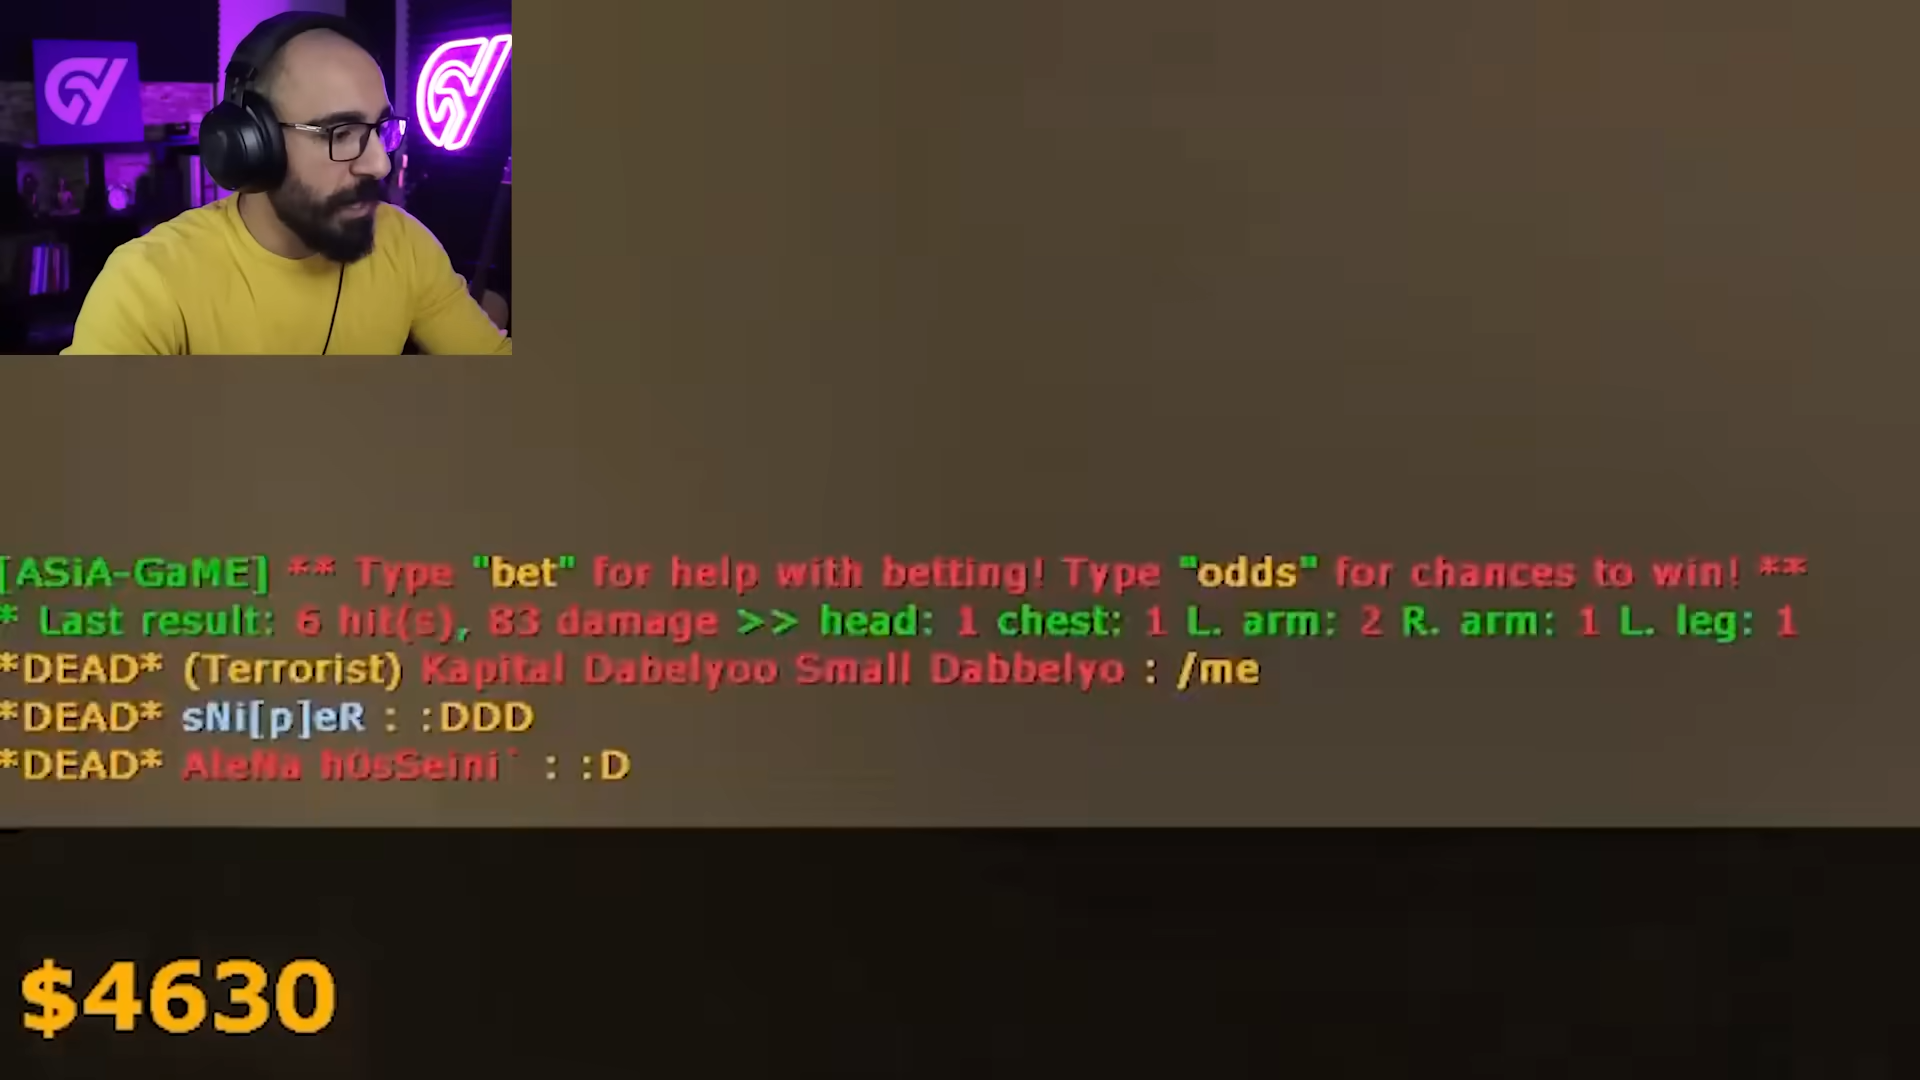 [ASiA-GaME] ** Type "bet" for help with betting! Type "odds" for chances to win! **
* Last result: 6 hit(s), 83 damage >> head: 1 chest: 1 L. arm: 2 R. arm: 1 L. leg: 1
*DEAD* (Terrorist) Kapital Dabelyoo Small Dabbelyo : /me
*DEAD* sNi[p]eR : :DDD
*DEAD* AleNa h0sSeini` : :D
$4630